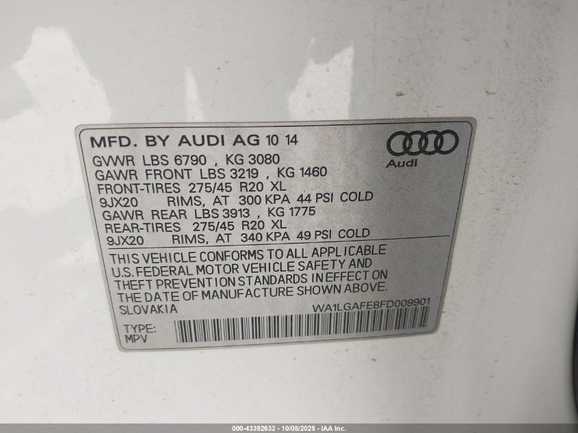 MFD. BY AUDI AG 10 14
GVWR LBS 6790 , KG 3080
GAWR FRONT LBS 3219 , KG 1460
FRONT-TIRES 275/45 R20 XL
9JX20 RIMS, AT 300 KPA 44 PSI COLD
GAWR REAR LBS 3913 , KG 1775
REAR-TIRES 275/45 R20 XL
9JX20 RIMS, AT 340 KPA 49 PSI COLD
Audi
THIS VEHICLE CONFORMS TO ALL APPLICABLE
U.S. FEDERAL MOTOR VEHICLE SAFETY AND
THEFT PREVENTION STANDARDS IN EFFECT ON
THE DATE OF MANUFACTURE SHOWN ABOVE.
SLOVAKIA WA1LGAFE8FD009901
TYPE:
MPV
000-43392632 - 10/08/2025 - IAA Inc.